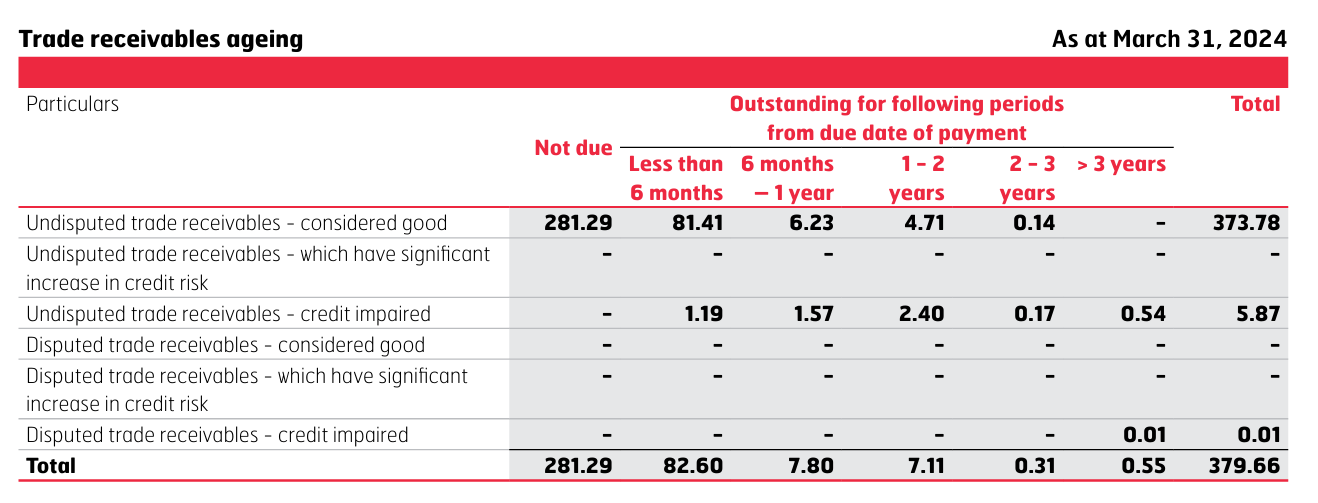 Trade receivables ageing As at March 31, 2024
Particulars Outstanding for following periods Total
from due date of payment
Not due
Less than 6 months 1 – 2 2 – 3 > 3 years
6 months – 1 year years years
Undisputed trade receivables – considered good 281.29 81.41 6.23 4.71 0.14 – 373.78
Undisputed trade receivables – which have significant – – – – – – –
increase in credit risk
Undisputed trade receivables – credit impaired – 1.19 1.57 2.40 0.17 0.54 5.87
Disputed trade receivables – considered good – – – – – – –
Disputed trade receivables – which have significant – – – – – – –
increase in credit risk
Disputed trade receivables – credit impaired – – – – – 0.01 0.01
Total 281.29 82.60 7.80 7.11 0.31 0.55 379.66